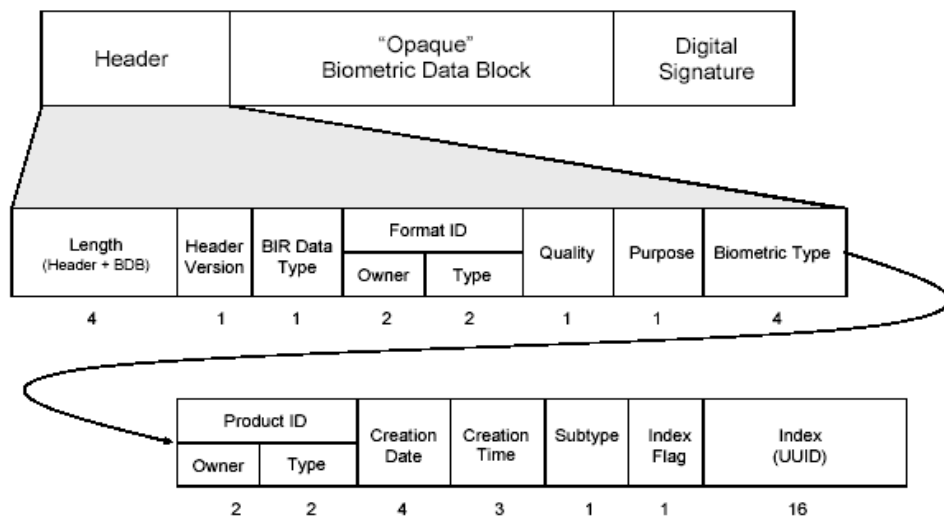 Header
“Opaque”
Biometric Data Block
Digital
Signature
Length
(Header + BDB)
Header
Version
BIR Data
Type
Format ID
Owner
Type
Quality
Purpose
Biometric Type
4
1
1
2
2
1
1
4
Product ID
Owner
Type
Creation
Date
Creation
Time
Subtype
Index
Flag
Index
(UUID)
2
2
4
3
1
1
16